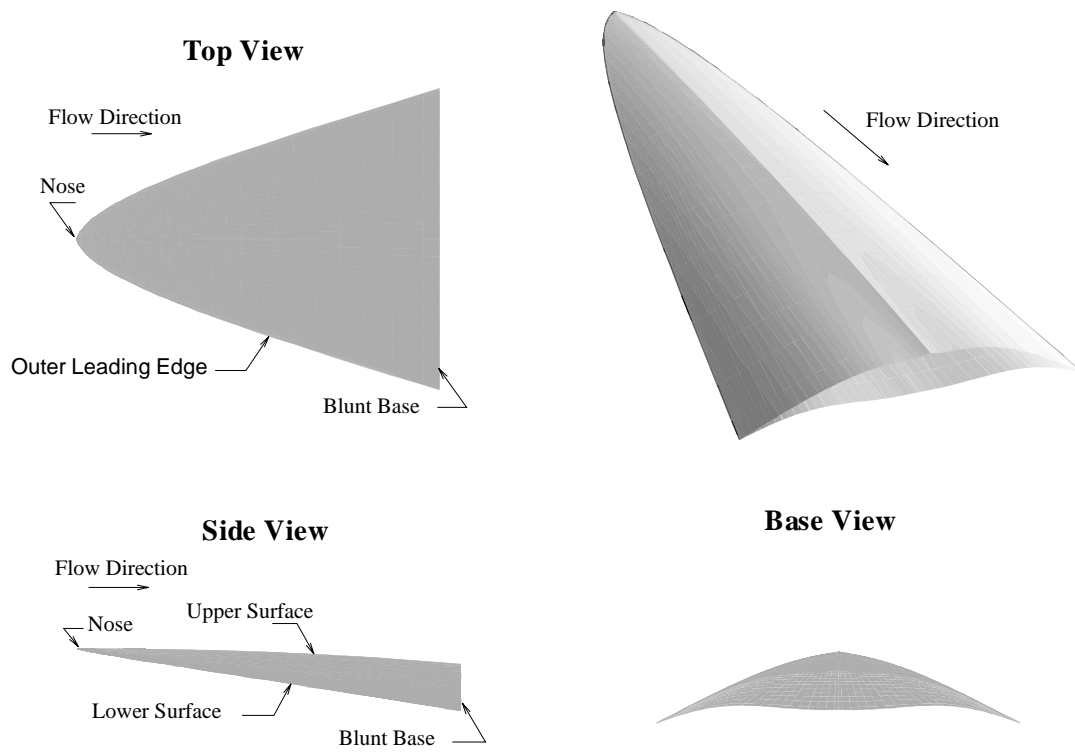 Top View
Flow Direction
Nose
Outer Leading Edge
Blunt Base
Flow Direction
Side View
Flow Direction
Nose
Upper Surface
Lower Surface
Blunt Base
Base View